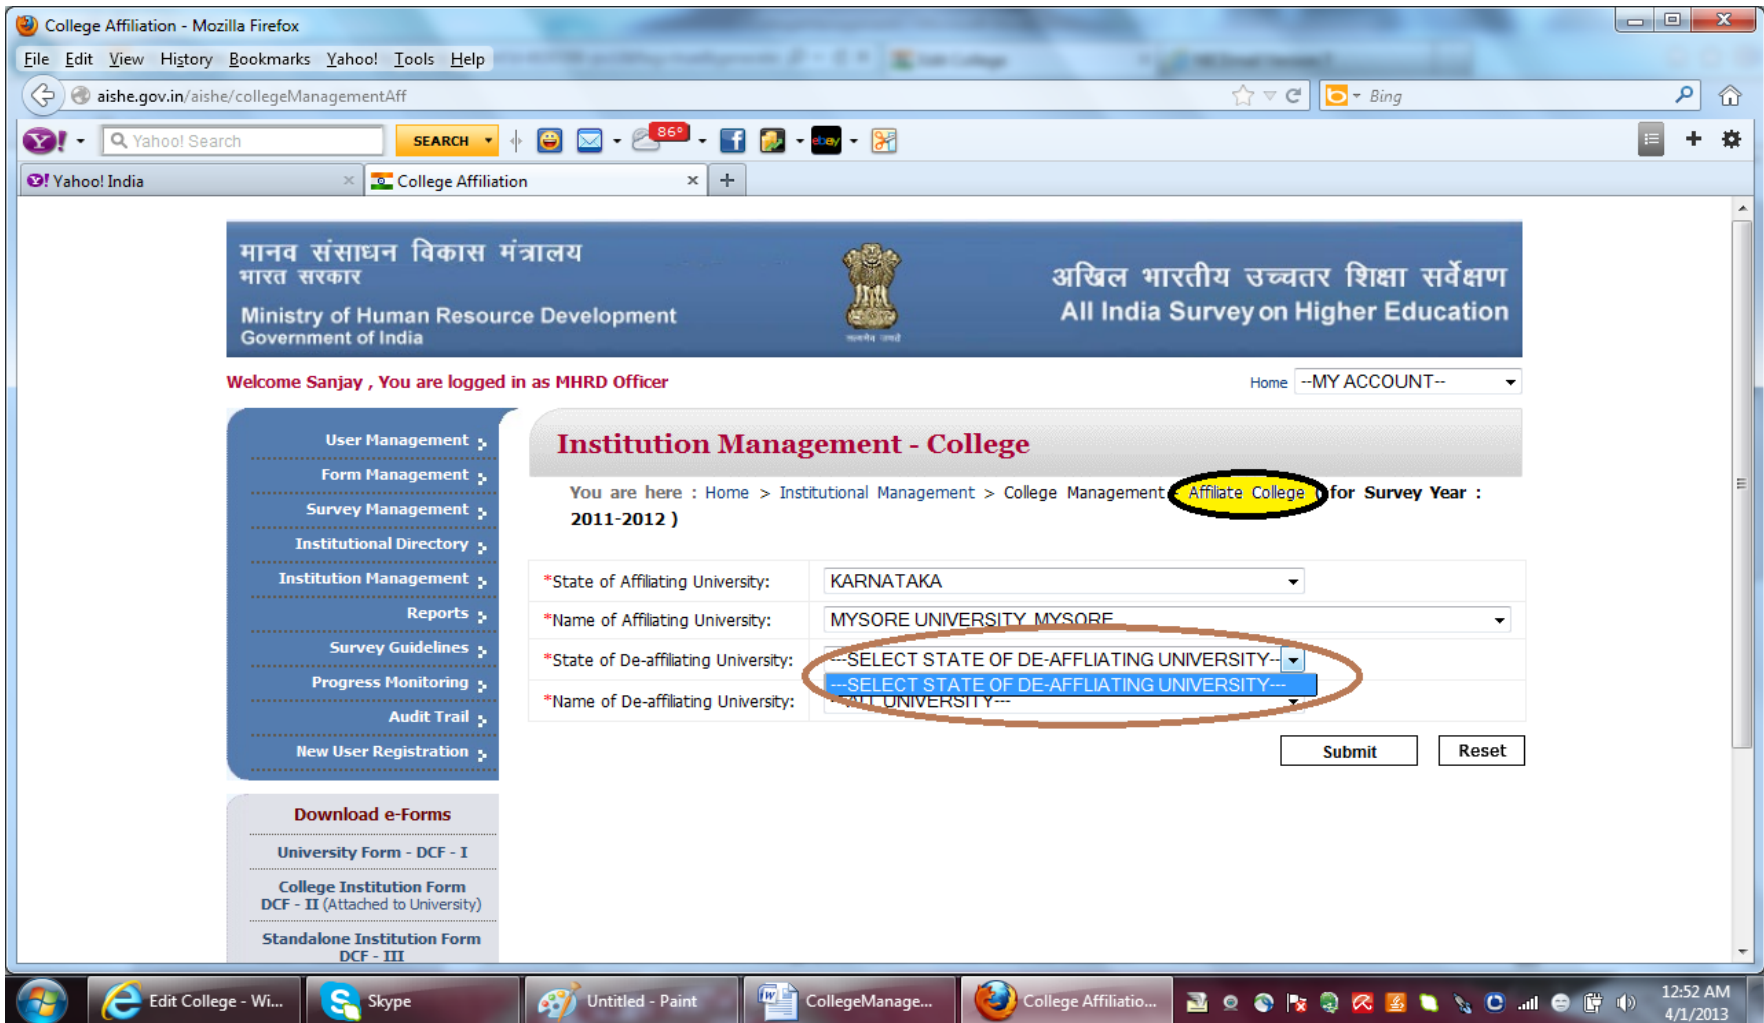 College Affiliation - Mozilla Firefox
File Edit View History Bookmarks Yahoo! Tools Help
aishe.gov.in/aishe/collegeManagementAff
Bing
Yahoo! Search
SEARCH
86°
ebay
Yahoo! India
College Affiliation
मानव संसाधन विकास मंत्रालय
भारत सरकार
Ministry of Human Resource Development
Government of India
सत्यमेव जयते
अखिल भारतीय उच्चतर शिक्षा सर्वेक्षण
All India Survey on Higher Education
Welcome Sanjay , You are logged in as MHRD Officer
Home --MY ACCOUNT--
User Management
Form Management
Survey Management
Institutional Directory
Institution Management
Reports
Survey Guidelines
Progress Monitoring
Audit Trail
New User Registration
Download e-Forms
University Form - DCF - I
College Institution Form
DCF - II (Attached to University)
Standalone Institution Form
DCF - III
Institution Management - College
You are here : Home > Institutional Management > College Management Affiliate College ( for Survey Year :
2011-2012 )
*State of Affiliating University: KARNATAKA
*Name of Affiliating University: MYSORE UNIVERSITY, MYSORE
*State of De-affiliating University: ---SELECT STATE OF DE-AFFLIATING UNIVERSITY--
---SELECT STATE OF DE-AFFLIATING UNIVERSITY---
*Name of De-affiliating University: ---ALL UNIVERSITY---
Submit Reset
Edit College - Wi...
Skype
Untitled - Paint
CollegeManage...
College Affiliatio...
12:52 AM
4/1/2013